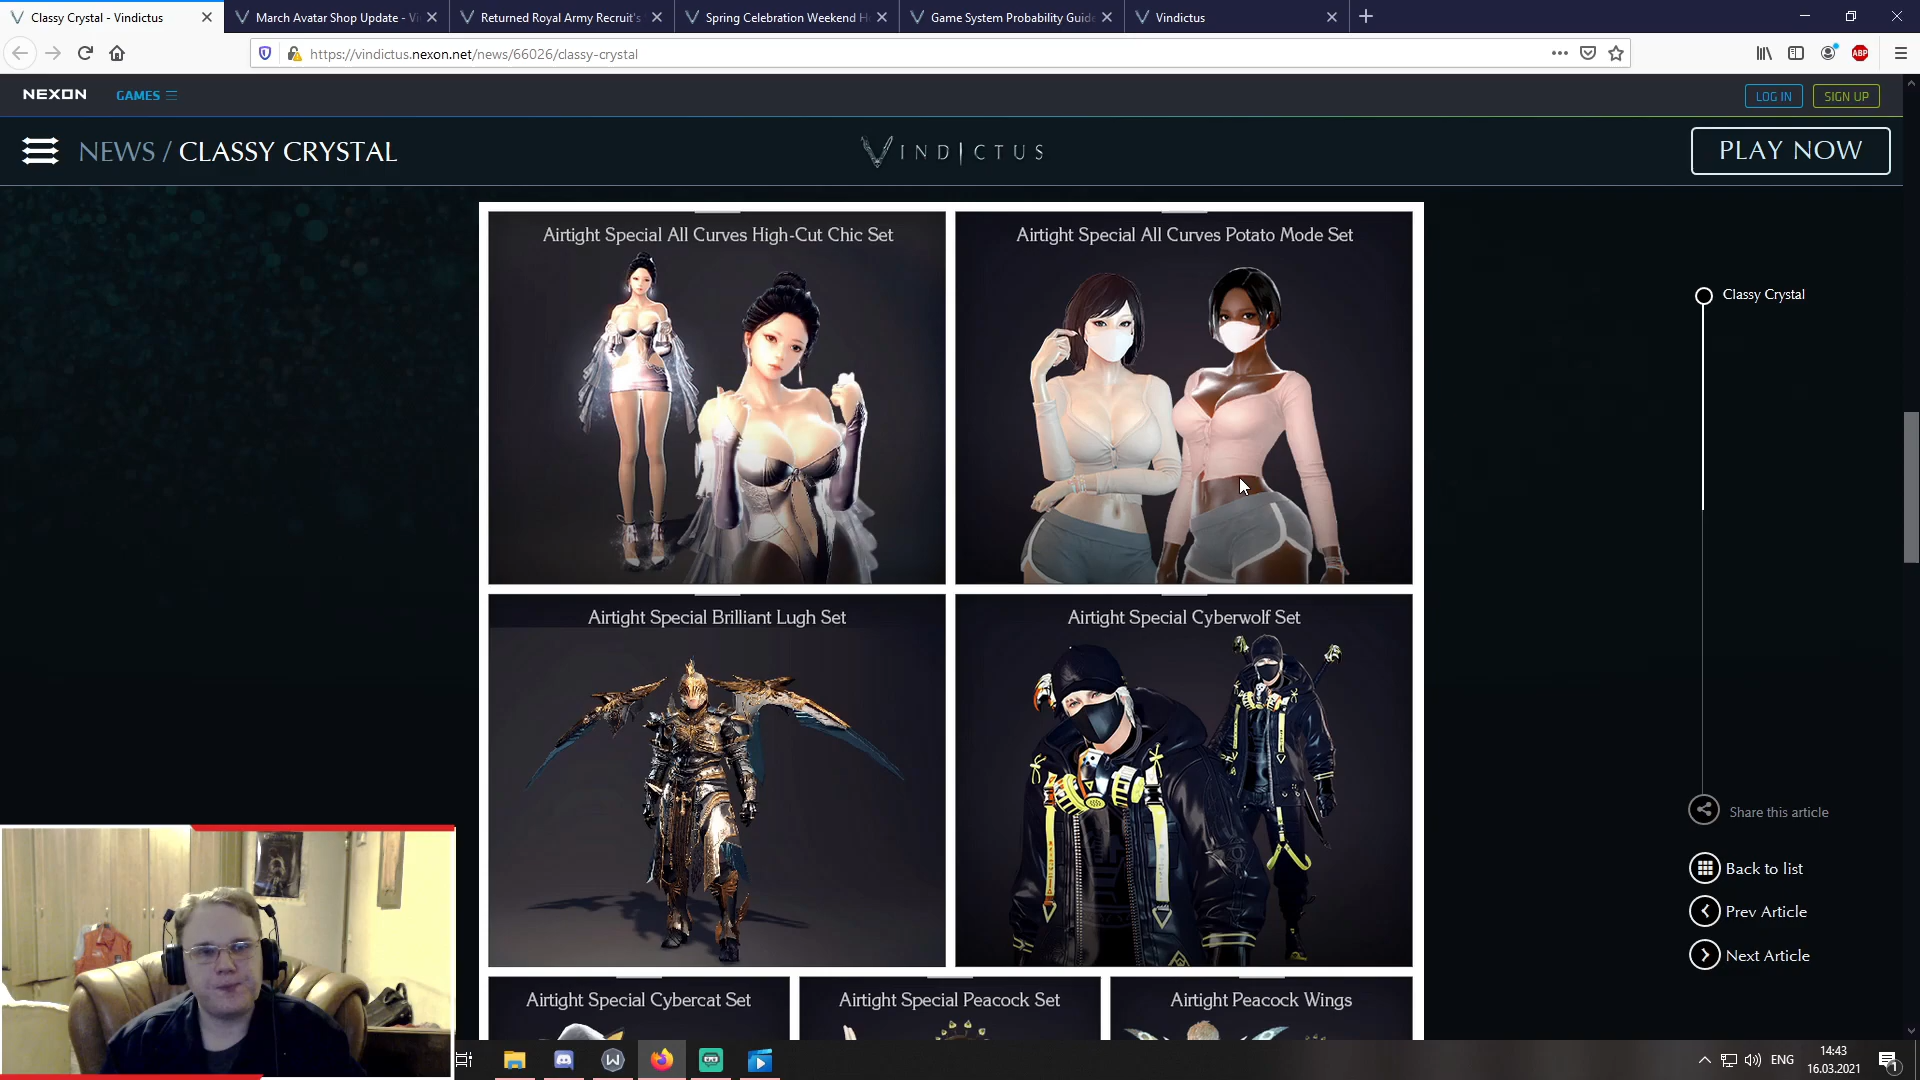 Classy Crystal - Vindictus
March Avatar Shop Update - Vi
Returned Royal Army Recruit's
Spring Celebration Weekend H
Game System Probability Guide
Vindictus
https://vindictus.nexon.net/news/66026/classy-crystal
ABP
NEXON
GAMES
LOG IN
SIGN UP
NEWS / CLASSY CRYSTAL
VINDICTUS
PLAY NOW
Airtight Special All Curves High-Cut Chic Set
Airtight Special All Curves Potato Mode Set
Classy Crystal
Airtight Special Brilliant Lugh Set
Airtight Special Cyberwolf Set
Share this article
Back to list
Prev Article
Next Article
Airtight Special Cybercat Set
Airtight Special Peacock Set
Airtight Peacock Wings
ENG
14:43
16.03.2021
1